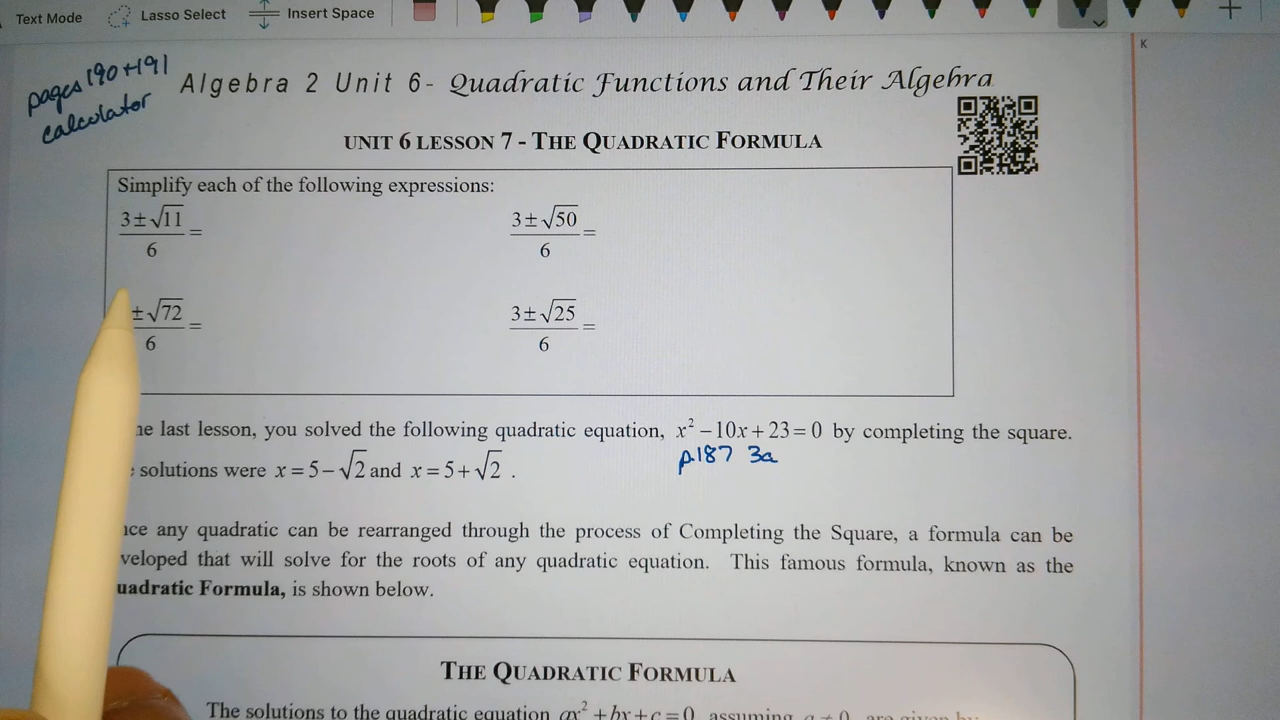 Text Mode Lasso Select Insert Space
K
pages 190+191
calculator
Algebra 2 Unit 6- Quadratic Functions and Their Algebra
UNIT 6 LESSON 7 - THE QUADRATIC FORMULA
Simplify each of the following expressions:
3±√11/6 = 3±√50/6 =
±√72/6 = 3±√25/6 =
last lesson, you solved the following quadratic equation, x² −10x+23=0 by completing the square.
p.187 3a
solutions were x=5−√2 and x=5+√2 .
any quadratic can be rearranged through the process of Completing the Square, a formula can be
that will solve for the roots of any quadratic equation. This famous formula, known as the
Formula, is shown below.
THE QUADRATIC FORMULA
The solutions to the quadratic equation ax²+bx+c=0, assuming a≠0, are given by